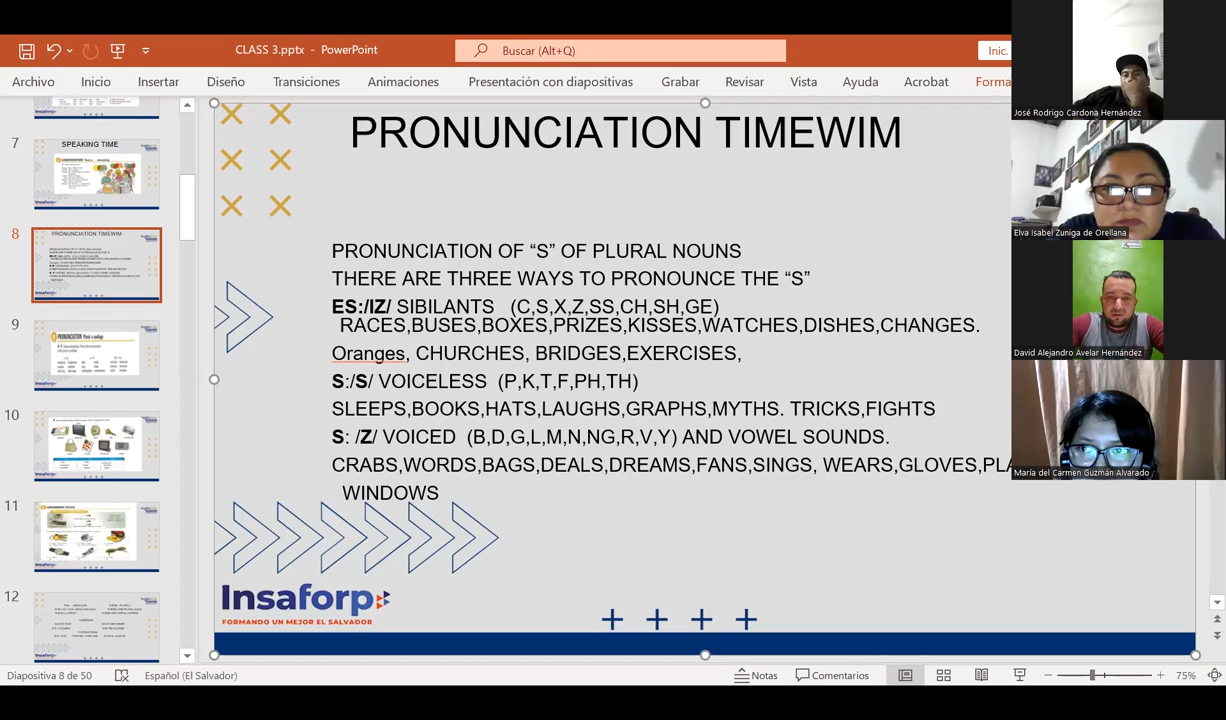 CLASS 3.pptx - PowerPoint
Buscar (Alt+Q)
Inic.
Archivo Inicio Insertar Diseño Transiciones Animaciones Presentación con diapositivas Grabar Revisar Vista Ayuda Acrobat Forma
José Rodrigo Cardona Hernández
Elva Isabel Zuniga de Orellana
David Alejandro Avelar Hernández
María del Carmen Guzmán Alvarado
7
SPEAKING TIME
8
PRONUNCIATION TIMEWIM
9
10
11
12
PRONUNCIATION TIMEWIM
PRONUNCIATION OF “S” OF PLURAL NOUNS
THERE ARE THREE WAYS TO PRONOUNCE THE “S”
ES:/IZ/ SIBILANTS (C,S,X,Z,SS,CH,SH,GE)
RACES,BUSES,BOXES,PRIZES,KISSES,WATCHES,DISHES,CHANGES.
Oranges, CHURCHES, BRIDGES,EXERCISES,
S:/S/ VOICELESS (P,K,T,F,PH,TH)
SLEEPS,BOOKS,HATS,LAUGHS,GRAPHS,MYTHS. TRICKS,FIGHTS
S: /Z/ VOICED (B,D,G,L,M,N,NG,R,V,Y) AND VOWEL SOUNDS.
CRABS,WORDS,BAGS,DEALS,DREAMS,FANS,SINGS, WEARS,GLOVES,PLA
WINDOWS
Insaforp
FORMANDO UN MEJOR EL SALVADOR
Diapositiva 8 de 50 Español (El Salvador) Notas Comentarios 75%